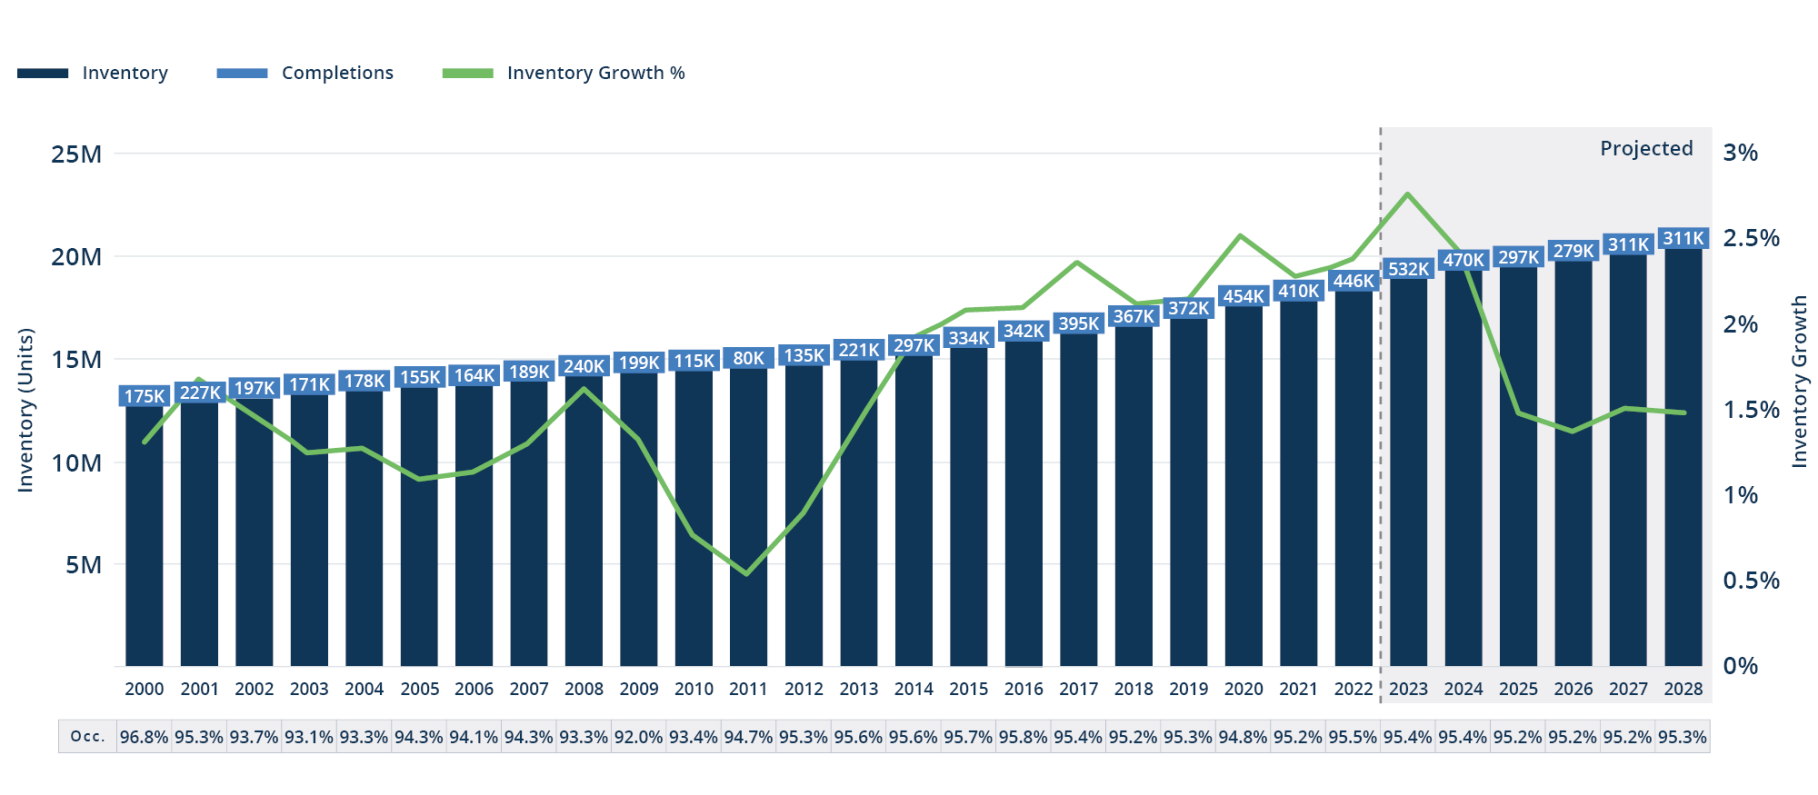 Inventory Completions Inventory Growth %
Projected
25M
20M
15M
10M
5M
3%
2.5%
2%
1.5%
1%
0.5%
0%
Inventory (Units)
Inventory Growth
175K 227K 197K 171K 178K 155K 164K 189K 240K 199K 115K 80K 135K 221K 297K 334K 342K 395K 367K 372K 454K 410K 446K 532K 470K 297K 279K 311K 311K
2000 2001 2002 2003 2004 2005 2006 2007 2008 2009 2010 2011 2012 2013 2014 2015 2016 2017 2018 2019 2020 2021 2022 2023 2024 2025 2026 2027 2028
Occ. 96.8% 95.3% 93.7% 93.1% 93.3% 94.3% 94.1% 94.3% 93.3% 92.0% 93.4% 94.7% 95.3% 95.6% 95.6% 95.7% 95.8% 95.4% 95.2% 95.3% 94.8% 95.2% 95.5% 95.4% 95.4% 95.2% 95.2% 95.2% 95.3%